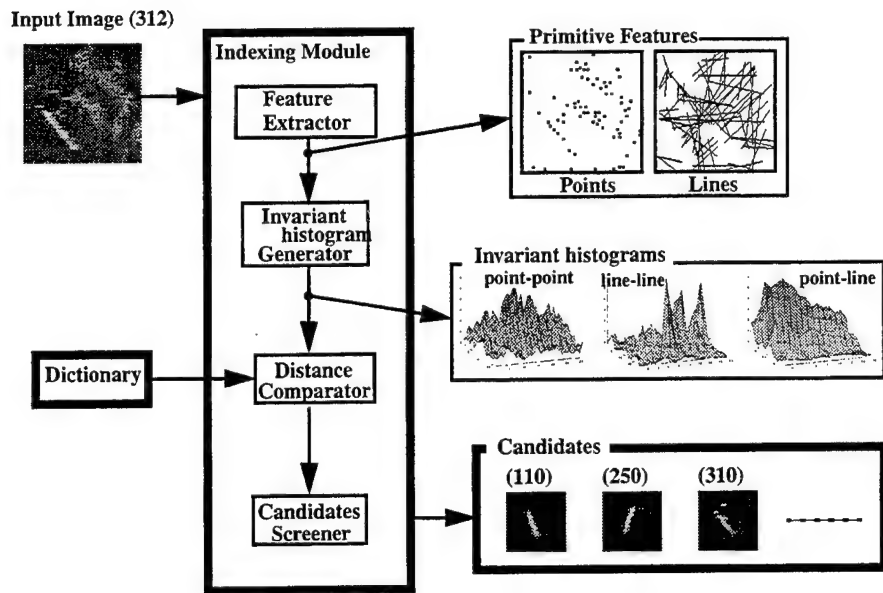 Input Image (312)
Indexing Module
Feature
Extractor
Invariant
histogram
Generator
Distance
Comparator
Candidates
Screener
Dictionary
Primitive Features
Points
Lines
Invariant histograms
point-point
line-line
point-line
Candidates
(110)
(250)
(310)